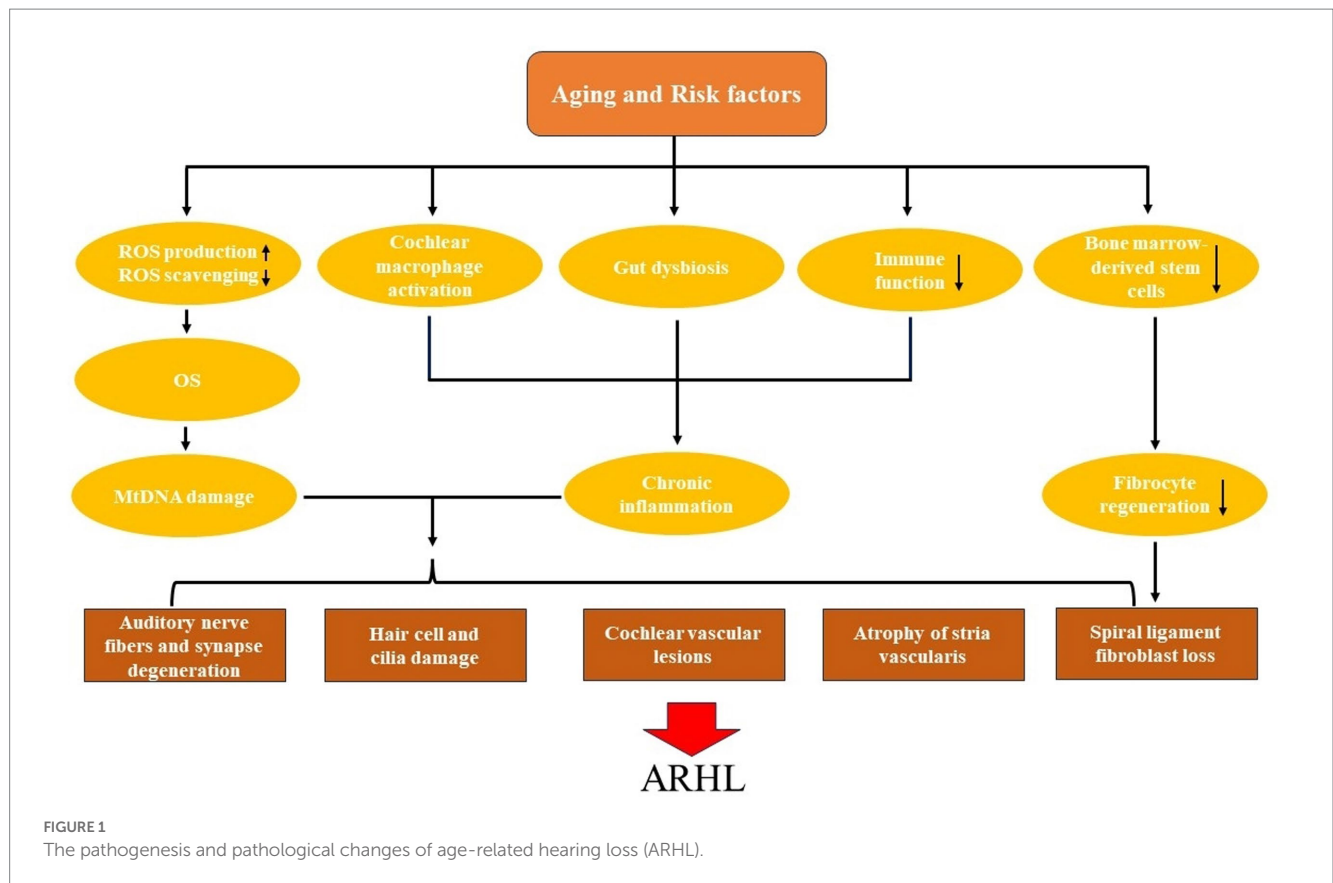 Aging and Risk factors
ROS production ↑
ROS scavenging ↓
Cochlear
macrophage
activation
Gut dysbiosis
Immune
function ↓
Bone marrow-
derived stem
cells ↓
OS
MtDNA damage
Chronic
inflammation
Fibrocyte
regeneration ↓
Auditory nerve
fibers and synapse
degeneration
Hair cell and
cilia damage
Cochlear vascular
lesions
Atrophy of stria
vascularis
Spiral ligament
fibroblast loss
ARHL
FIGURE 1
The pathogenesis and pathological changes of age-related hearing loss (ARHL).